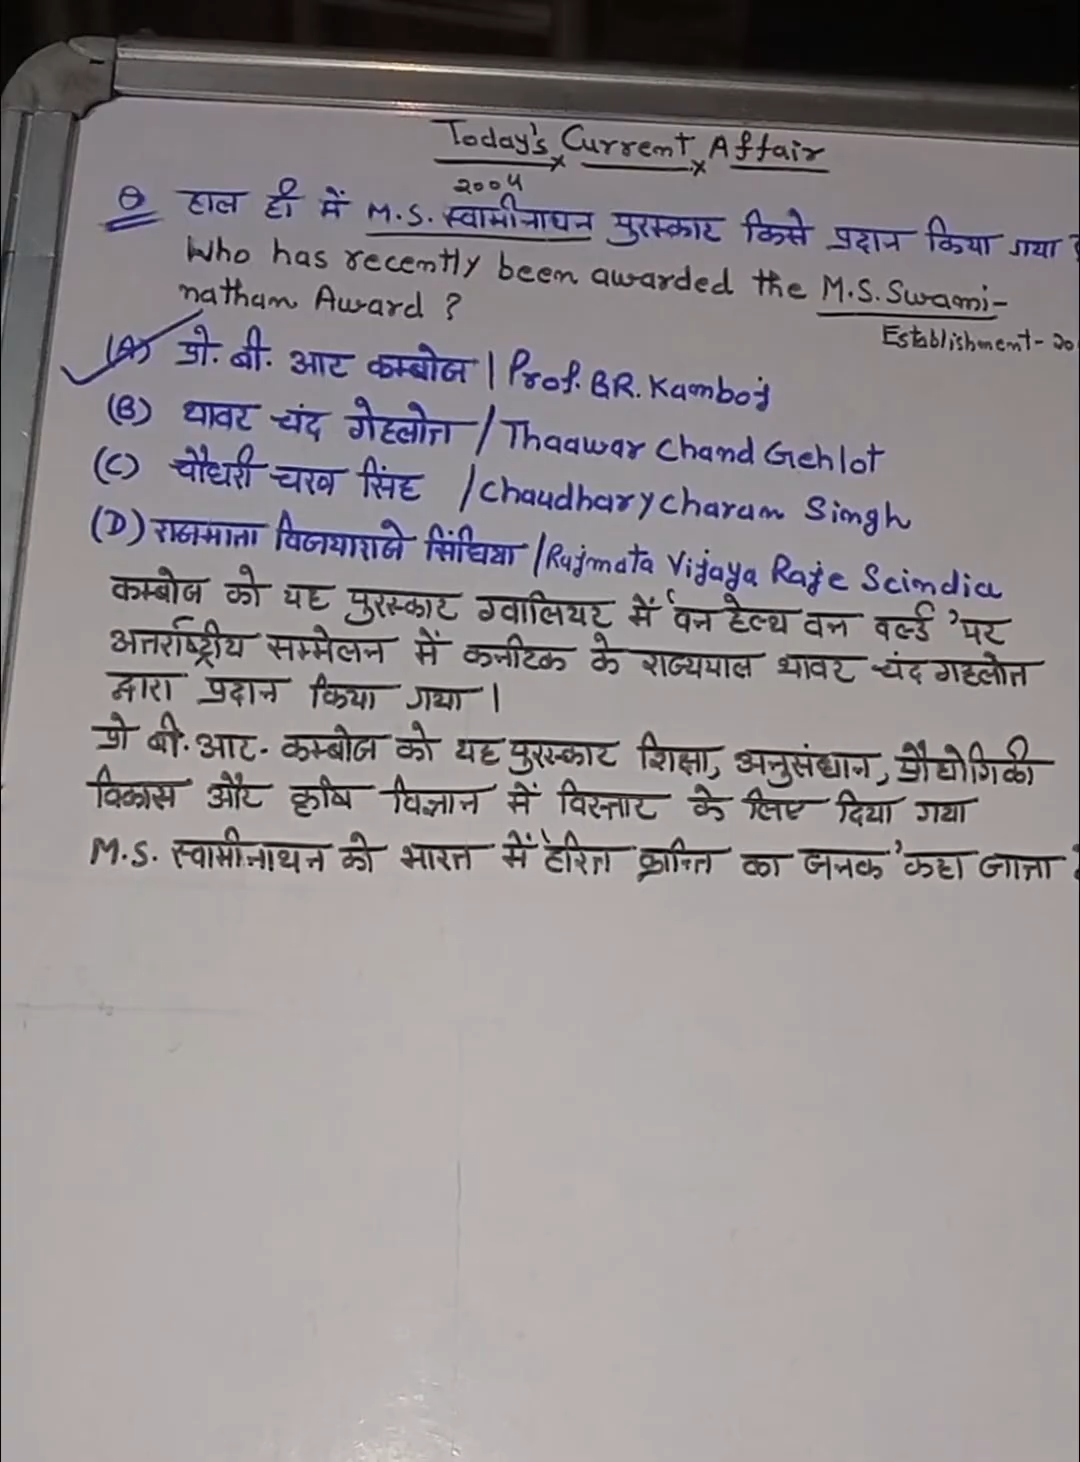 Today's Current Affair
2004
Q हाल ही में M.S. स्वामीनाथन पुरस्कार किसे प्रदान किया गया ?
Who has recently been awarded the M.S. Swami-
nathan Award ?
Establishment - 20
(A) प्रो. बी. आर कम्बोज / Prof. BR. Kamboj
(B) थावर चंद गेहलोत / Thaawar Chand Gehlot
(C) चौधरी चरण सिंह / Chaudhary Charan Singh
(D) राजमाता विजयाराजे सिंधिया / Rajmata Vijaya Raje Scindia
कम्बोज को यह पुरस्कार ग्वालियर में 'वन हेल्थ वन वर्ल्ड' पर
अन्तर्राष्ट्रीय सम्मेलन में कर्नाटक के राज्यपाल थावर चंद गहलोत
द्वारा प्रदान किया गया।
प्रो बी. आर. कम्बोज को यह पुरस्कार शिक्षा, अनुसंधान, प्रौद्योगिकी
विकास और कृषि विज्ञान में विस्तार के लिए दिया गया
M.S. स्वामीनाथन को भारत में 'हरित क्रान्ति का जनक' कहा जाता